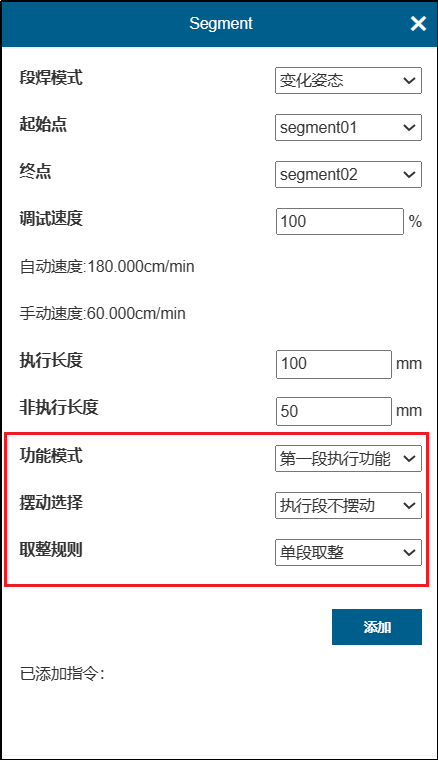 Segment
段焊模式 变化姿态
起始点 segment01
终点 segment02
调试速度 100 %
自动速度:180.000cm/min
手动速度:60.000cm/min
执行长度 100 mm
非执行长度 50 mm
功能模式 第一段执行功能
摆动选择 执行段不摆动
取整规则 单段取整
添加
已添加指令：